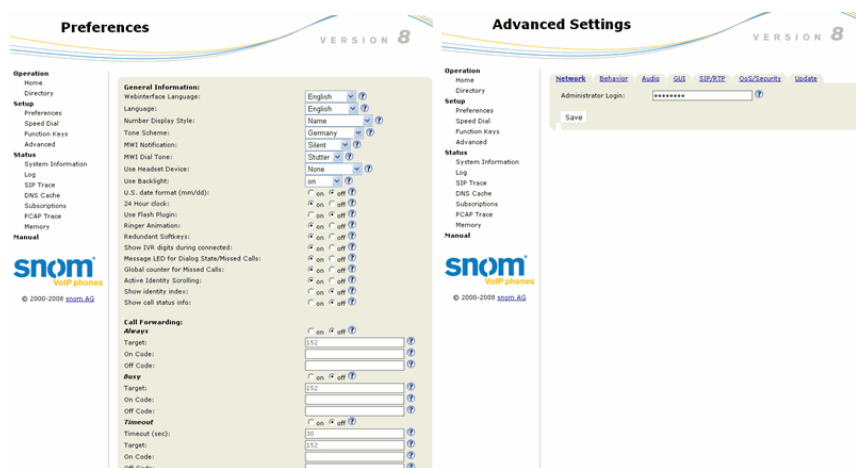 Preferences
VERSION 8
Operation
Home
Directory
Setup
Preferences
Speed Dial
Function Keys
Advanced
Status
System Information
Log
SIP Trace
DNS Cache
Subscriptions
PCAP Trace
Memory
Manual
snom
VoIP phones
© 2000-2008 snom AG
General Information:
Webinterface Language: English
Language: English
Number Display Style: Name
Tone Scheme: Germany
MWI Notification: Silent
MWI Dial Tone: Stutter
Use Headset Device: None
Use Backlight: on
U.S. date format (mm/dd): on off
24 Hour clock: on off
Use Flash Plugin: on off
Ringer Animation: on off
Redundant Softkeys: on off
Show IVR digits during connected: on off
Message LED for Dialog State/Missed Calls: on off
Global counter for Missed Calls: on off
Active Identity Scrolling: on off
Show identity index: on off
Show call status info: on off
Call Forwarding:
Always on off
Target: 152
On Code:
Off Code:
Busy on off
Target: 152
On Code:
Off Code:
Timeout on off
Timeout (sec): 30
Target: 152
On Code:
Off Code:
Advanced Settings
VERSION 8
Operation
Home
Directory
Setup
Preferences
Speed Dial
Function Keys
Advanced
Status
System Information
Log
SIP Trace
DNS Cache
Subscriptions
PCAP Trace
Memory
Manual
snom
VoIP phones
© 2000-2008 snom AG
Network Behavior Audio GUI SIP/RTP QoS/Security Update
Administrator Login: ••••••••
Save